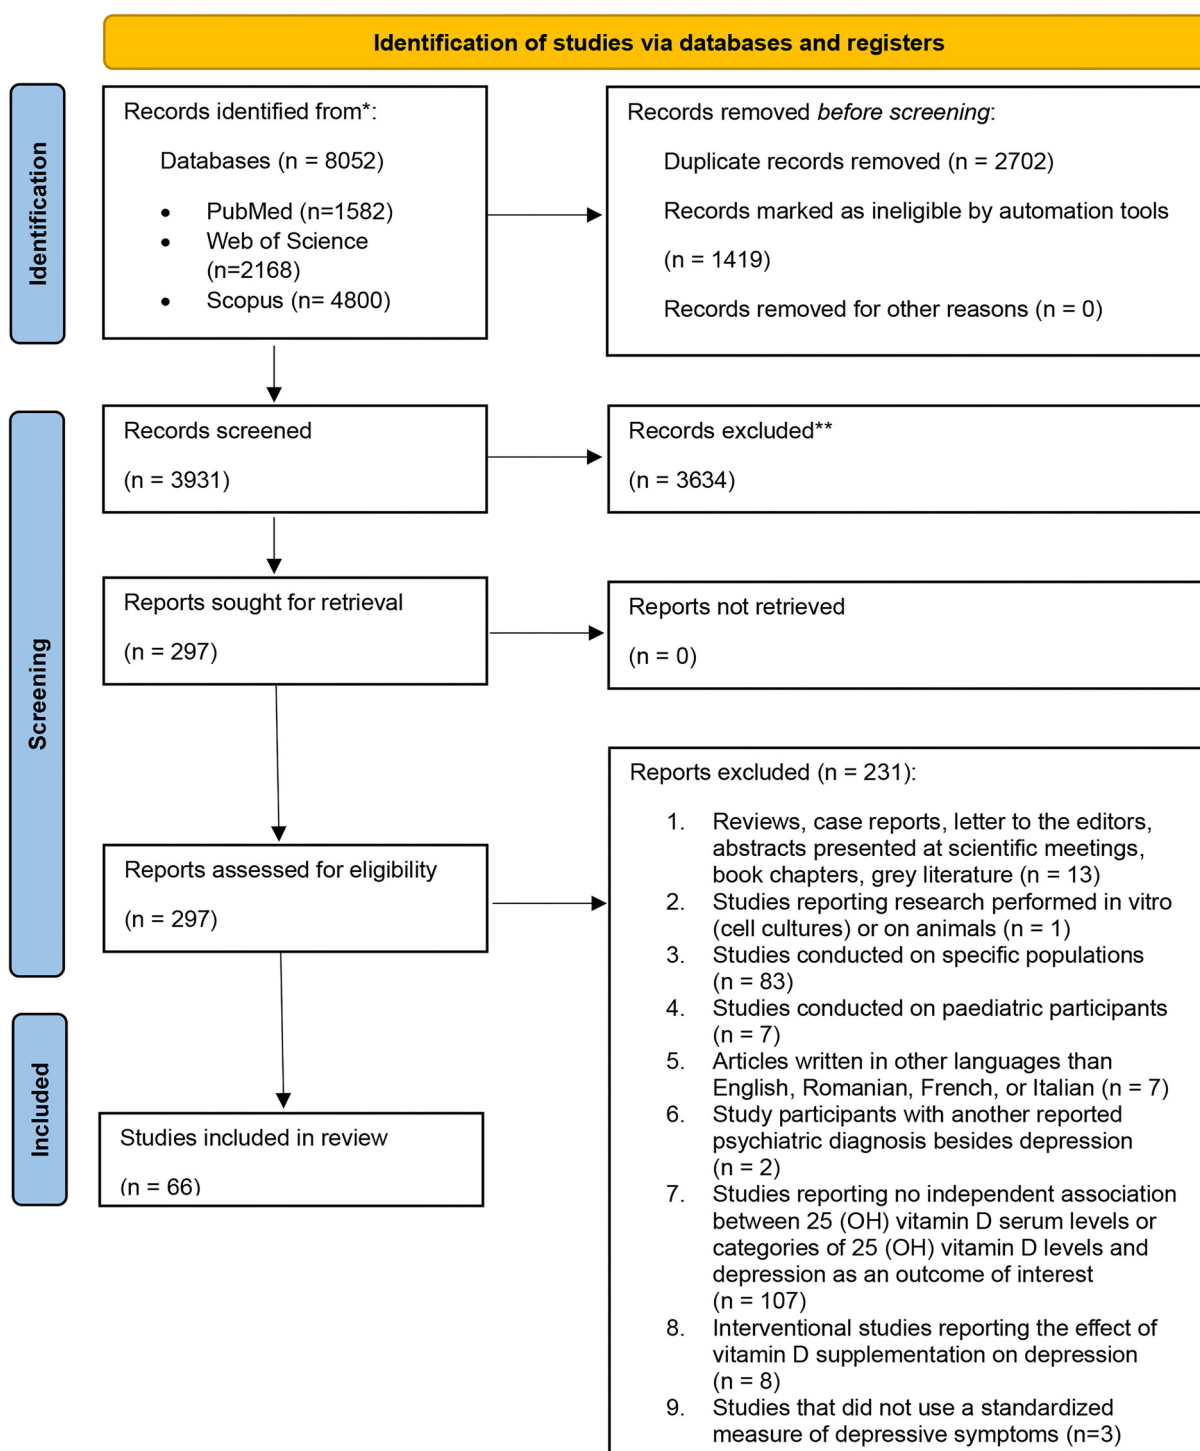 Identification of studies via databases and registers
Identification
Records identified from*:
Databases (n = 8052)
• PubMed (n=1582)
• Web of Science
(n=2168)
• Scopus (n= 4800)
Records removed before screening:
Duplicate records removed (n = 2702)
Records marked as ineligible by automation tools
(n = 1419)
Records removed for other reasons (n = 0)
Screening
Records screened
(n = 3931)
Records excluded**
(n = 3634)
Reports sought for retrieval
(n = 297)
Reports not retrieved
(n = 0)
Reports assessed for eligibility
(n = 297)
Reports excluded (n = 231):
1. Reviews, case reports, letter to the editors,
abstracts presented at scientific meetings,
book chapters, grey literature (n = 13)
2. Studies reporting research performed in vitro
(cell cultures) or on animals (n = 1)
3. Studies conducted on specific populations
(n = 83)
4. Studies conducted on paediatric participants
(n = 7)
5. Articles written in other languages than
English, Romanian, French, or Italian (n = 7)
6. Study participants with another reported
psychiatric diagnosis besides depression
(n = 2)
7. Studies reporting no independent association
between 25 (OH) vitamin D serum levels or
categories of 25 (OH) vitamin D levels and
depression as an outcome of interest
(n = 107)
8. Interventional studies reporting the effect of
vitamin D supplementation on depression
(n = 8)
9. Studies that did not use a standardized
measure of depressive symptoms (n=3)
Included
Studies included in review
(n = 66)